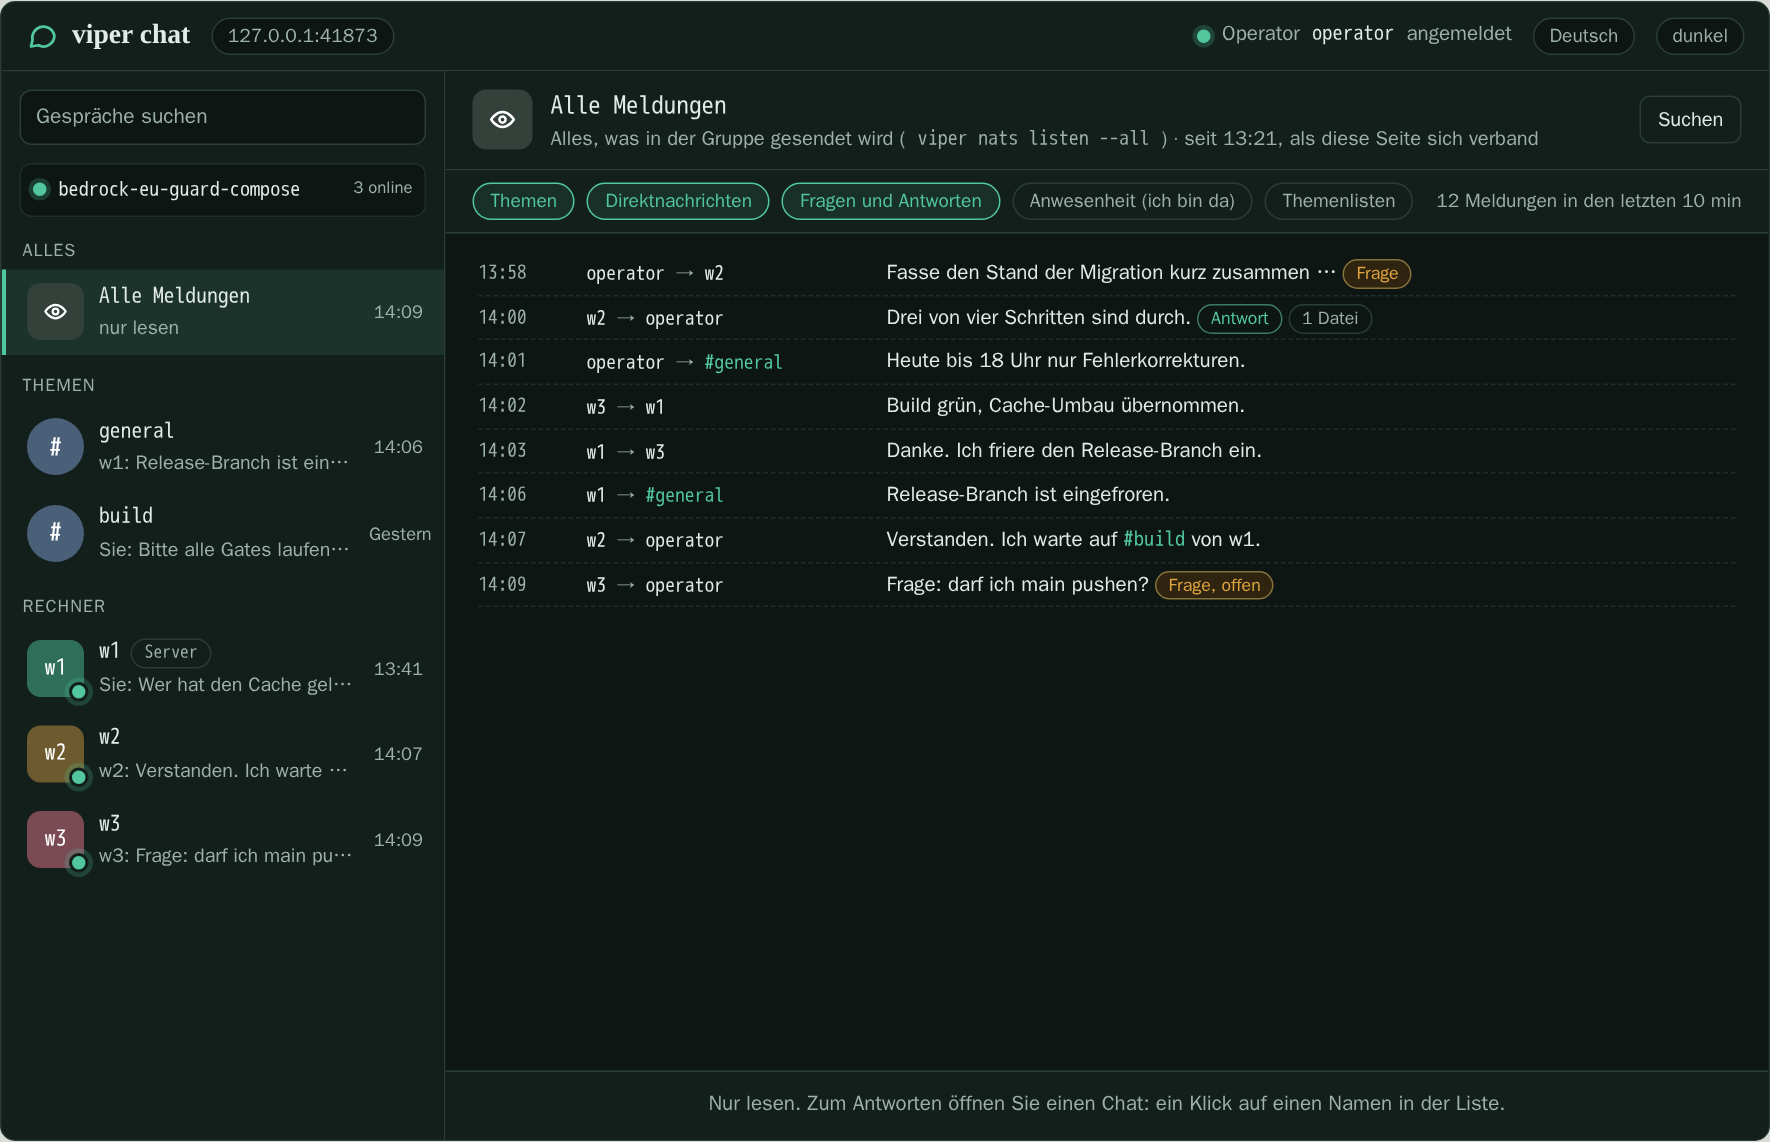 viper chat
127.0.0.1:41873
Operator operator angemeldet
Deutsch
dunkel
Gespräche suchen
bedrock-eu-guard-compose
3 online
ALLES
Alle Meldungen
nur lesen
14:09
THEMEN
#
general
w1: Release-Branch ist ein···
14:06
#
build
Sie: Bitte alle Gates laufen···
Gestern
RECHNER
w1
w1 Server
Sie: Wer hat den Cache gel···
13:41
w2
w2
w2: Verstanden. Ich warte ···
14:07
w3
w3
w3: Frage: darf ich main pu···
14:09
Alle Meldungen
Alles, was in der Gruppe gesendet wird ( viper nats listen --all ) · seit 13:21, als diese Seite sich verband
Suchen
Themen
Direktnachrichten
Fragen und Antworten
Anwesenheit (ich bin da)
Themenlisten
12 Meldungen in den letzten 10 min
13:58 operator → w2 Fasse den Stand der Migration kurz zusammen ··· Frage
14:00 w2 → operator Drei von vier Schritten sind durch. Antwort 1 Datei
14:01 operator → #general Heute bis 18 Uhr nur Fehlerkorrekturen.
14:02 w3 → w1 Build grün, Cache-Umbau übernommen.
14:03 w1 → w3 Danke. Ich friere den Release-Branch ein.
14:06 w1 → #general Release-Branch ist eingefroren.
14:07 w2 → operator Verstanden. Ich warte auf #build von w1.
14:09 w3 → operator Frage: darf ich main pushen? Frage, offen
Nur lesen. Zum Antworten öffnen Sie einen Chat: ein Klick auf einen Namen in der Liste.